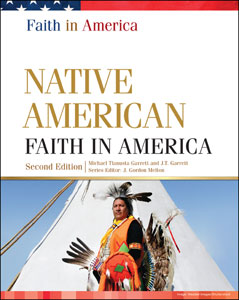 Faith in America
NATIVE
AMERICAN
FAITH IN AMERICA
Second Edition
Michael Tlanusta Garrett and J.T. Garrett
Series Editor: J. Gordon Melton